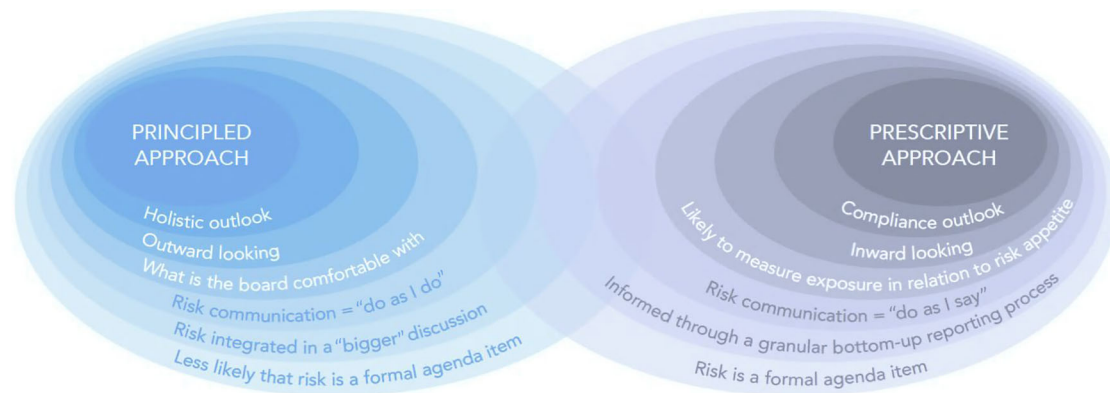 PRINCIPLED
APPROACH
Holistic outlook
Outward looking
What is the board comfortable with
Risk communication = “do as I do”
Risk integrated in a “bigger” discussion
Less likely that risk is a formal agenda item
PRESCRIPTIVE
APPROACH
Compliance outlook
Inward looking
Likely to measure exposure in relation to risk appetite
Risk communication = “do as I say”
Informed through a granular bottom-up reporting process
Risk is a formal agenda item